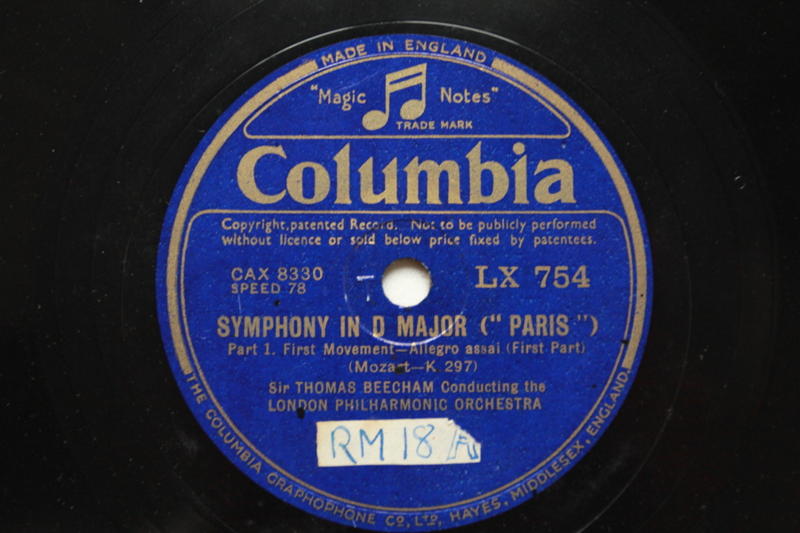 MADE IN ENGLAND
"Magic Notes"
TRADE MARK
Columbia
Copyright, patented Record. Not to be publicly performed
without licence or sold below price fixed by patentees.
CAX 8330
SPEED 78
LX 754
SYMPHONY IN D MAJOR ("PARIS")
Part 1. First Movement—Allegro assai (First Part)
(Mozart—K 297)
Sir THOMAS BEECHAM Conducting the
LONDON PHILHARMONIC ORCHESTRA
RM 18
THE COLUMBIA GRAPHOPHONE CO, LTD, HAYES, MIDDLESEX, ENGLAND.